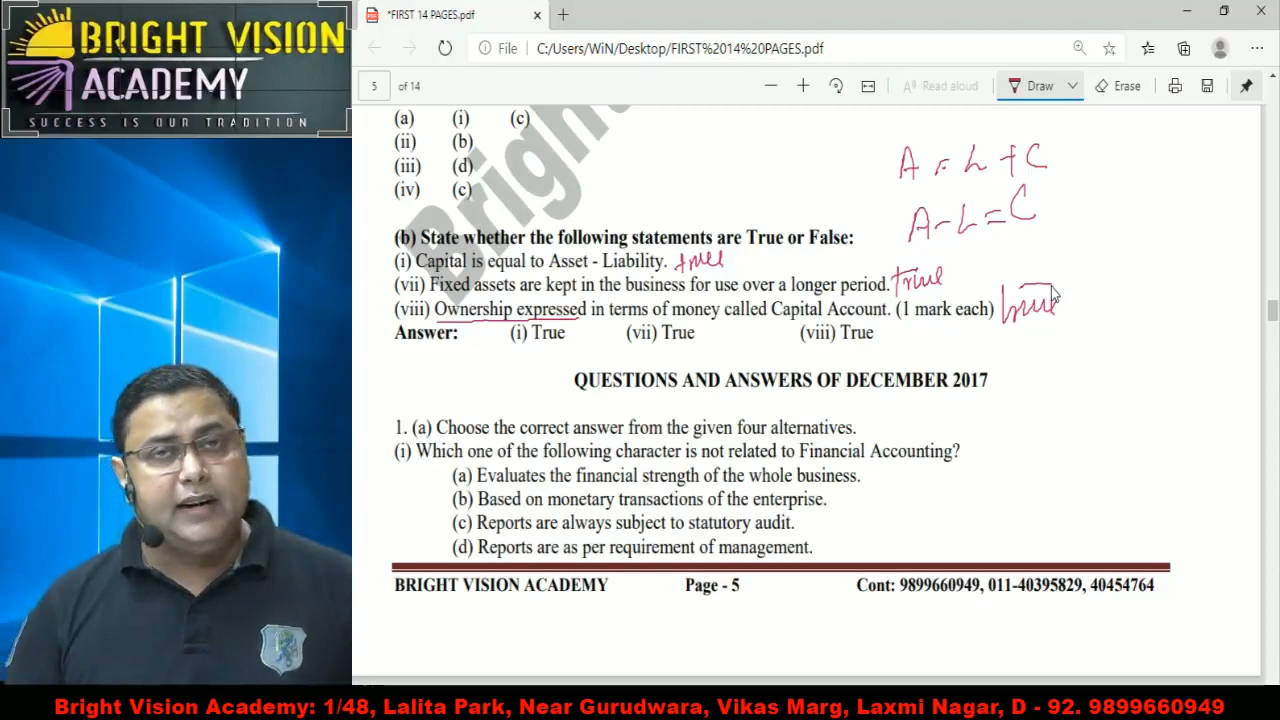 BRIGHT VISION
ACADEMY
SUCCESS IS OUR TRADITION
*FIRST 14 PAGES.pdf
File
C:/Users/WiN/Desktop/FIRST%2014%20PAGES.pdf
5 of 14
Read aloud
Draw
Erase
(a) (i) (c)
(ii) (b)
(iii) (d)
(iv) (c)
Bright
A = L + C
A - L = C
(b) State whether the following statements are True or False:
(i) Capital is equal to Asset - Liability. true
(vii) Fixed assets are kept in the business for use over a longer period. true
(viii) Ownership expressed in terms of money called Capital Account. (1 mark each) true
Answer: (i) True (vii) True (viii) True
QUESTIONS AND ANSWERS OF DECEMBER 2017
1. (a) Choose the correct answer from the given four alternatives.
(i) Which one of the following character is not related to Financial Accounting?
(a) Evaluates the financial strength of the whole business.
(b) Based on monetary transactions of the enterprise.
(c) Reports are always subject to statutory audit.
(d) Reports are as per requirement of management.
BRIGHT VISION ACADEMY Page - 5 Cont: 9899660949, 011-40395829, 40454764
Bright Vision Academy: 1/48, Lalita Park, Near Gurudwara, Vikas Marg, Laxmi Nagar, D - 92. 9899660949